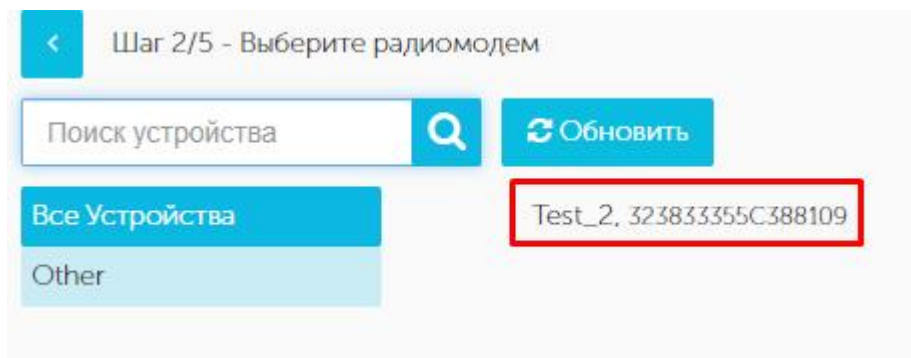 Шаг 2/5 - Выберите радиомодем
Поиск устройства
Обновить
Все Устройства
Test_2, 323833355C388109
Other